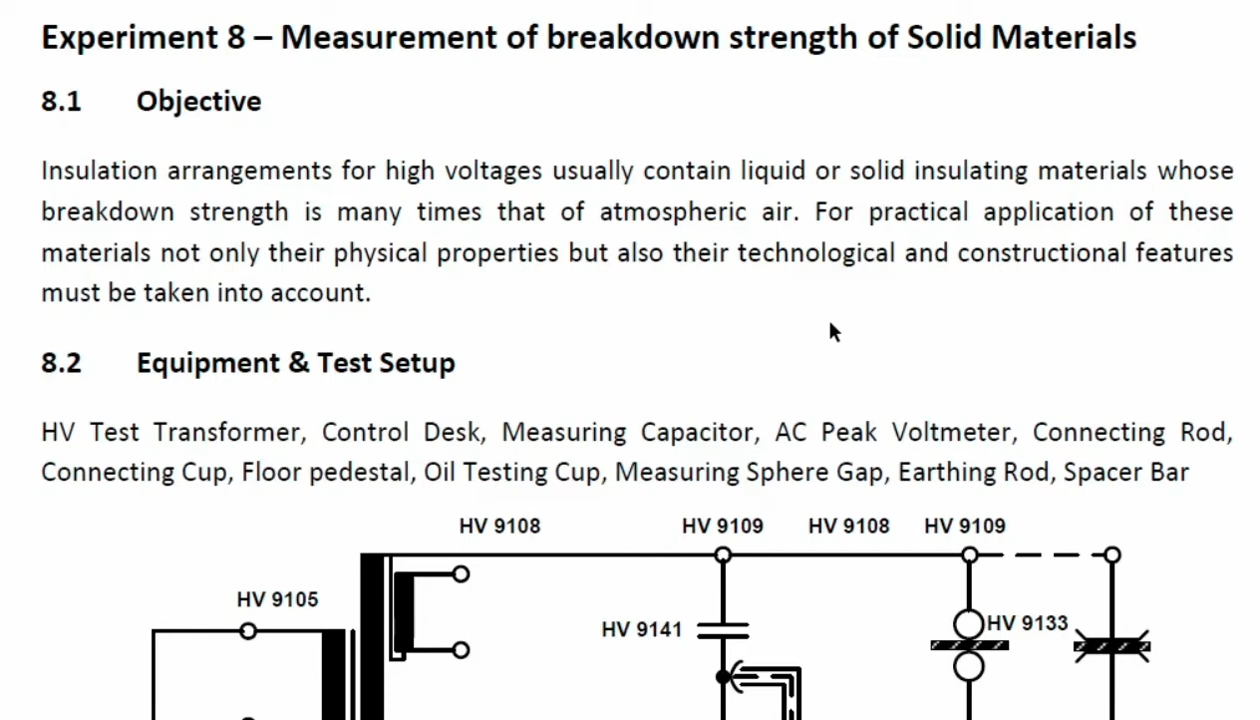 Experiment 8 – Measurement of breakdown strength of Solid Materials
8.1 Objective
Insulation arrangements for high voltages usually contain liquid or solid insulating materials whose
breakdown strength is many times that of atmospheric air. For practical application of these
materials not only their physical properties but also their technological and constructional features
must be taken into account.
8.2 Equipment & Test Setup
HV Test Transformer, Control Desk, Measuring Capacitor, AC Peak Voltmeter, Connecting Rod,
Connecting Cup, Floor pedestal, Oil Testing Cup, Measuring Sphere Gap, Earthing Rod, Spacer Bar
HV 9108 HV 9109 HV 9108 HV 9109
HV 9105
HV 9141 HV 9133